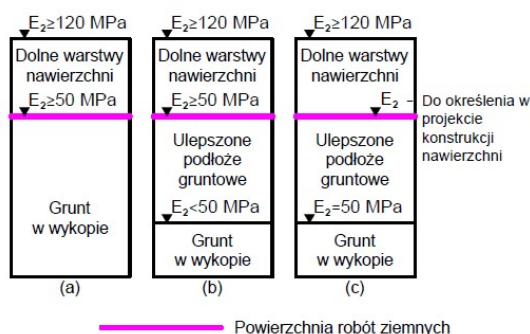 E₂≥120 MPa
Dolne warstwy
nawierzchni
E₂≥50 MPa
Grunt
w wykopie
(a)
E₂≥120 MPa
Dolne warstwy
nawierzchni
E₂≥50 MPa
Ulepszone
podłoże
gruntowe
E₂<50 MPa
Grunt
w wykopie
(b)
E₂≥120 MPa
Dolne warstwy
nawierzchni
E₂ - Do określenia w
projekcie
konstrukcji
nawierzchni
Ulepszone
podłoże
gruntowe
E₂=50 MPa
Grunt
w wykopie
(c)
Powierzchnia robót ziemnych